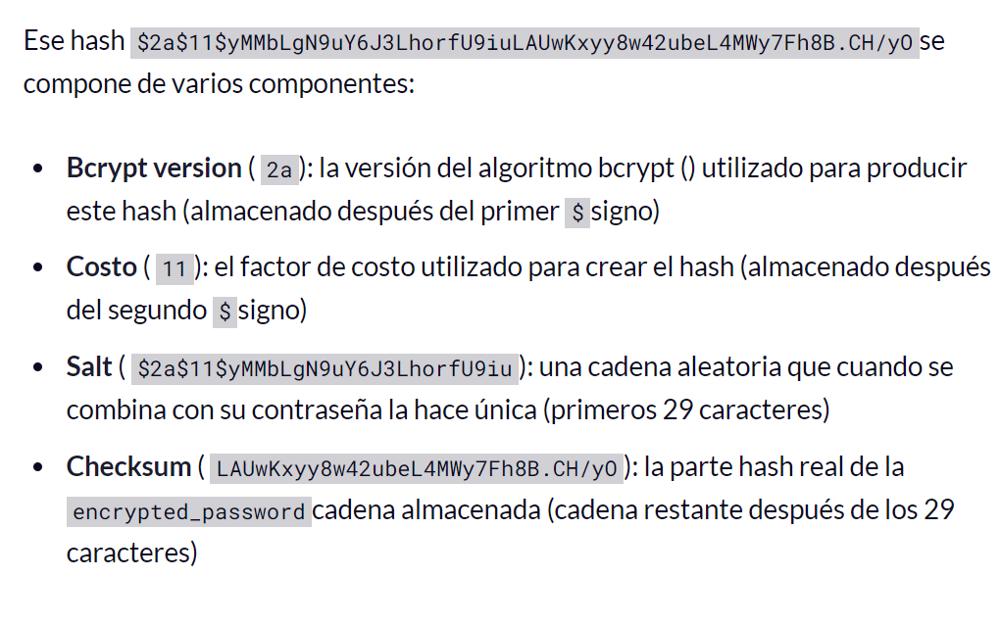 Ese hash $2a$11$yMMbLgN9uY6J3LhorfU9iuLAUwKxyy8w42ubeL4MWy7Fh8B.CH/yO se
compone de varios componentes:
• Bcrypt version ( 2a ): la versión del algoritmo bcrypt () utilizado para producir
este hash (almacenado después del primer $ signo)
• Costo ( 11 ): el factor de costo utilizado para crear el hash (almacenado después
del segundo $ signo)
• Salt ( $2a$11$yMMbLgN9uY6J3LhorfU9iu ): una cadena aleatoria que cuando se
combina con su contraseña la hace única (primeros 29 caracteres)
• Checksum ( LAUwKxyy8w42ubeL4MWy7Fh8B.CH/yO ): la parte hash real de la
encrypted_password cadena almacenada (cadena restante después de los 29
caracteres)